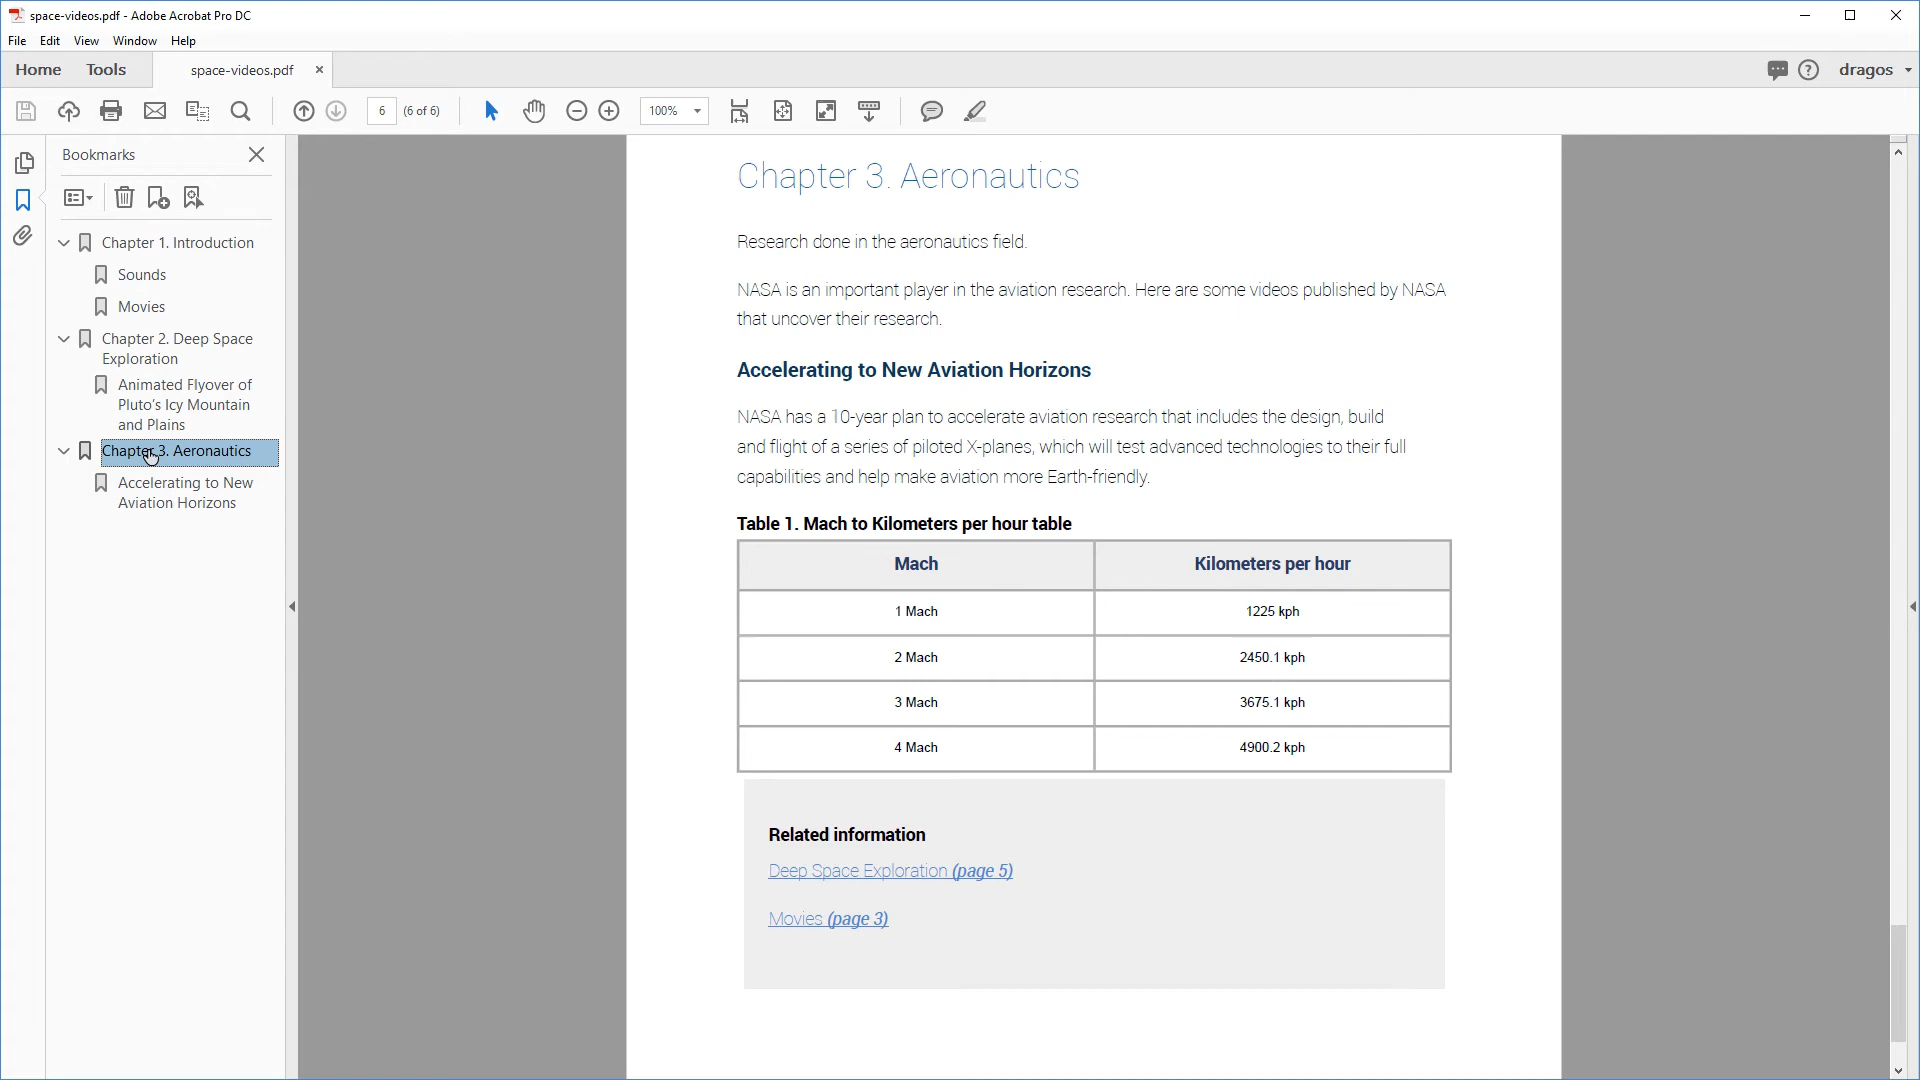 space-videos.pdf - Adobe Acrobat Pro DC
File Edit View Window Help
Home Tools space-videos.pdf × dragos
6 (6 of 6) 100%
Bookmarks
Chapter 1. Introduction
Sounds
Movies
Chapter 2. Deep Space
Exploration
Animated Flyover of
Pluto's Icy Mountain
and Plains
Chapter 3. Aeronautics
Accelerating to New
Aviation Horizons
Chapter 3. Aeronautics
Research done in the aeronautics field.
NASA is an important player in the aviation research. Here are some videos published by NASA
that uncover their research.
Accelerating to New Aviation Horizons
NASA has a 10-year plan to accelerate aviation research that includes the design, build
and flight of a series of piloted X-planes, which will test advanced technologies to their full
capabilities and help make aviation more Earth-friendly.
Table 1. Mach to Kilometers per hour table
Mach Kilometers per hour
1 Mach 1225 kph
2 Mach 2450.1 kph
3 Mach 3675.1 kph
4 Mach 4900.2 kph
Related information
Deep Space Exploration (page 5)
Movies (page 3)